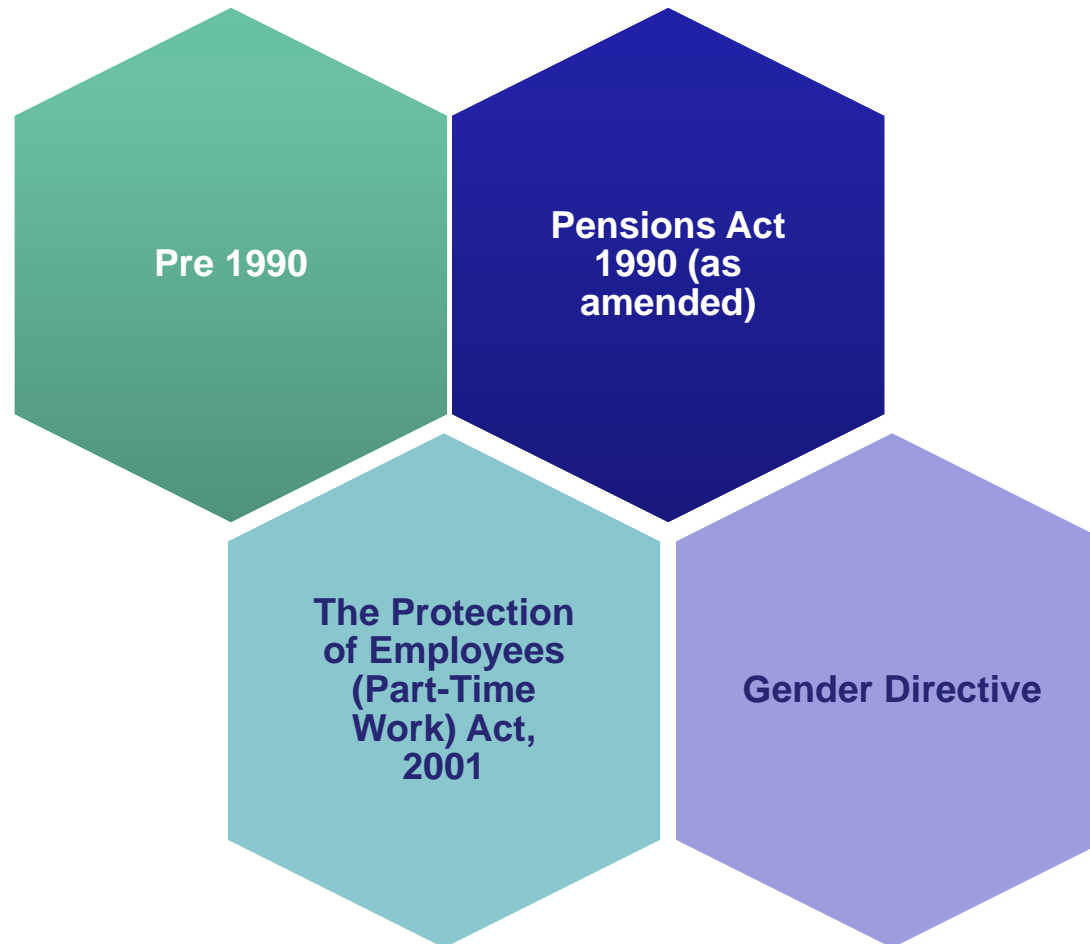 Pre 1990
Pensions Act
1990 (as
amended)
The Protection
of Employees
(Part-Time
Work) Act,
2001
Gender Directive